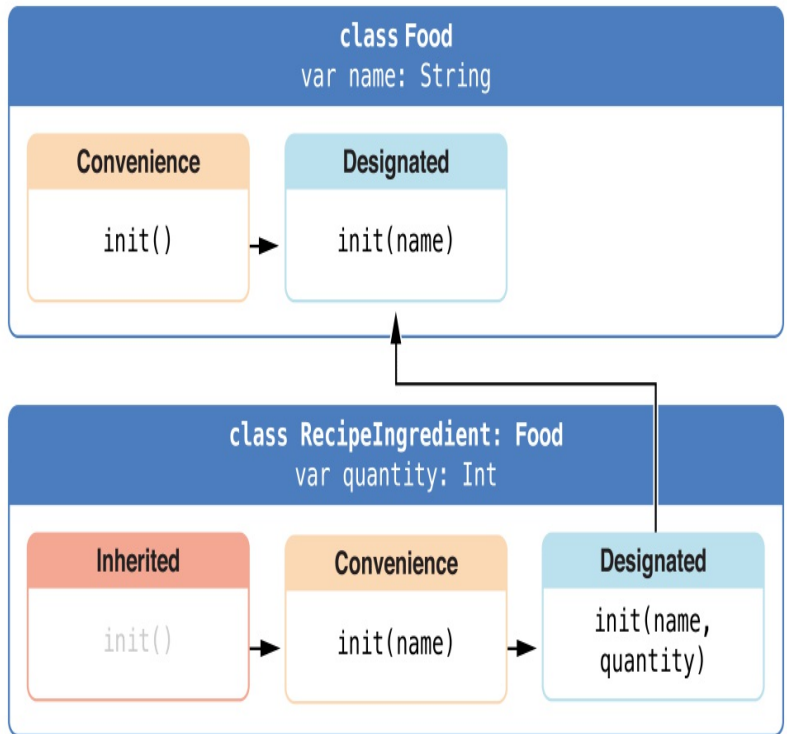 class Food
var name: String
Convenience
Designated
init()
init(name)
class RecipeIngredient: Food
var quantity: Int
Inherited
Convenience
Designated
init()
init(name)
init(name,
quantity)